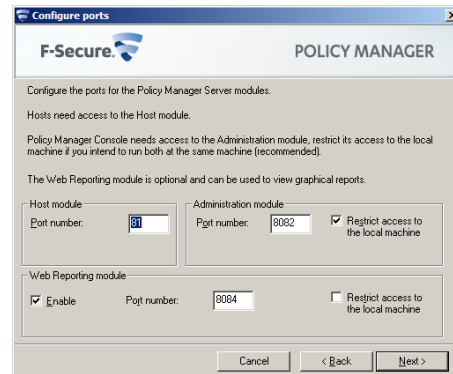 Configure ports
F-Secure.
POLICY MANAGER
Configure the ports for the Policy Manager Server modules.
Hosts need access to the Host module.
Policy Manager Console needs access to the Administration module, restrict its access to the local
machine if you intend to run both at the same machine (recommended).
The Web Reporting module is optional and can be used to view graphical reports.
Host module
Port number: 81
Administration module
Port number: 8082
Restrict access to
the local machine
Web Reporting module
Enable
Port number: 8084
Restrict access to
the local machine
Cancel
< Back
Next >